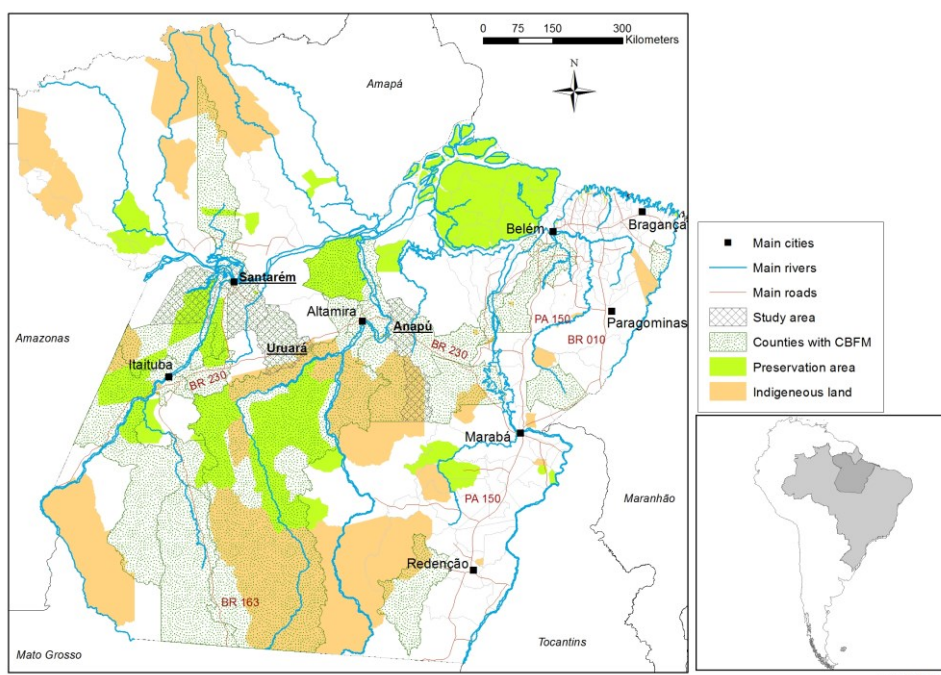 0 75 150 300
Kilometers
N
Amapá
Belém
Bragança
Santarém
Altamira
Anapú
PA 150
Paragominas
Amazonas
Uruará
BR 230
BR 010
Itaituba
BR 230
Marabá
PA 150
Maranhão
Redenção
BR 163
Mato Grosso
Tocantins
Main cities
Main rivers
Main roads
Study area
Counties with CBFM
Preservation area
Indigeneous land